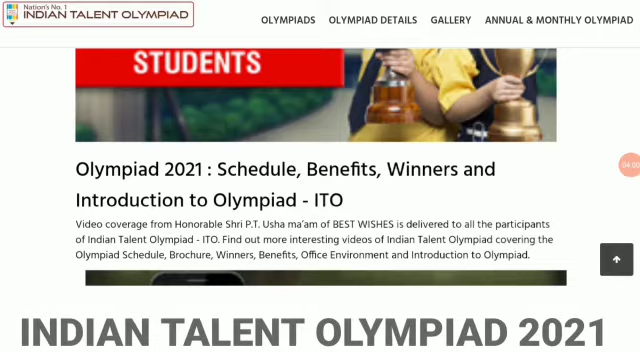 Nation's No. 1
INDIAN TALENT OLYMPIAD
OLYMPIADS OLYMPIAD DETAILS GALLERY ANNUAL & MONTHLY OLYMPIAD
STUDENTS
04:00
Olympiad 2021 : Schedule, Benefits, Winners and
Introduction to Olympiad - ITO
Video coverage from Honorable Shri P.T. Usha ma'am of BEST WISHES is delivered to all the participants
of Indian Talent Olympiad - ITO. Find out more interesting videos of Indian Talent Olympiad covering the
Olympiad Schedule, Brochure, Winners, Benefits, Office Environment and Introduction to Olympiad.
INDIAN TALENT OLYMPIAD 2021